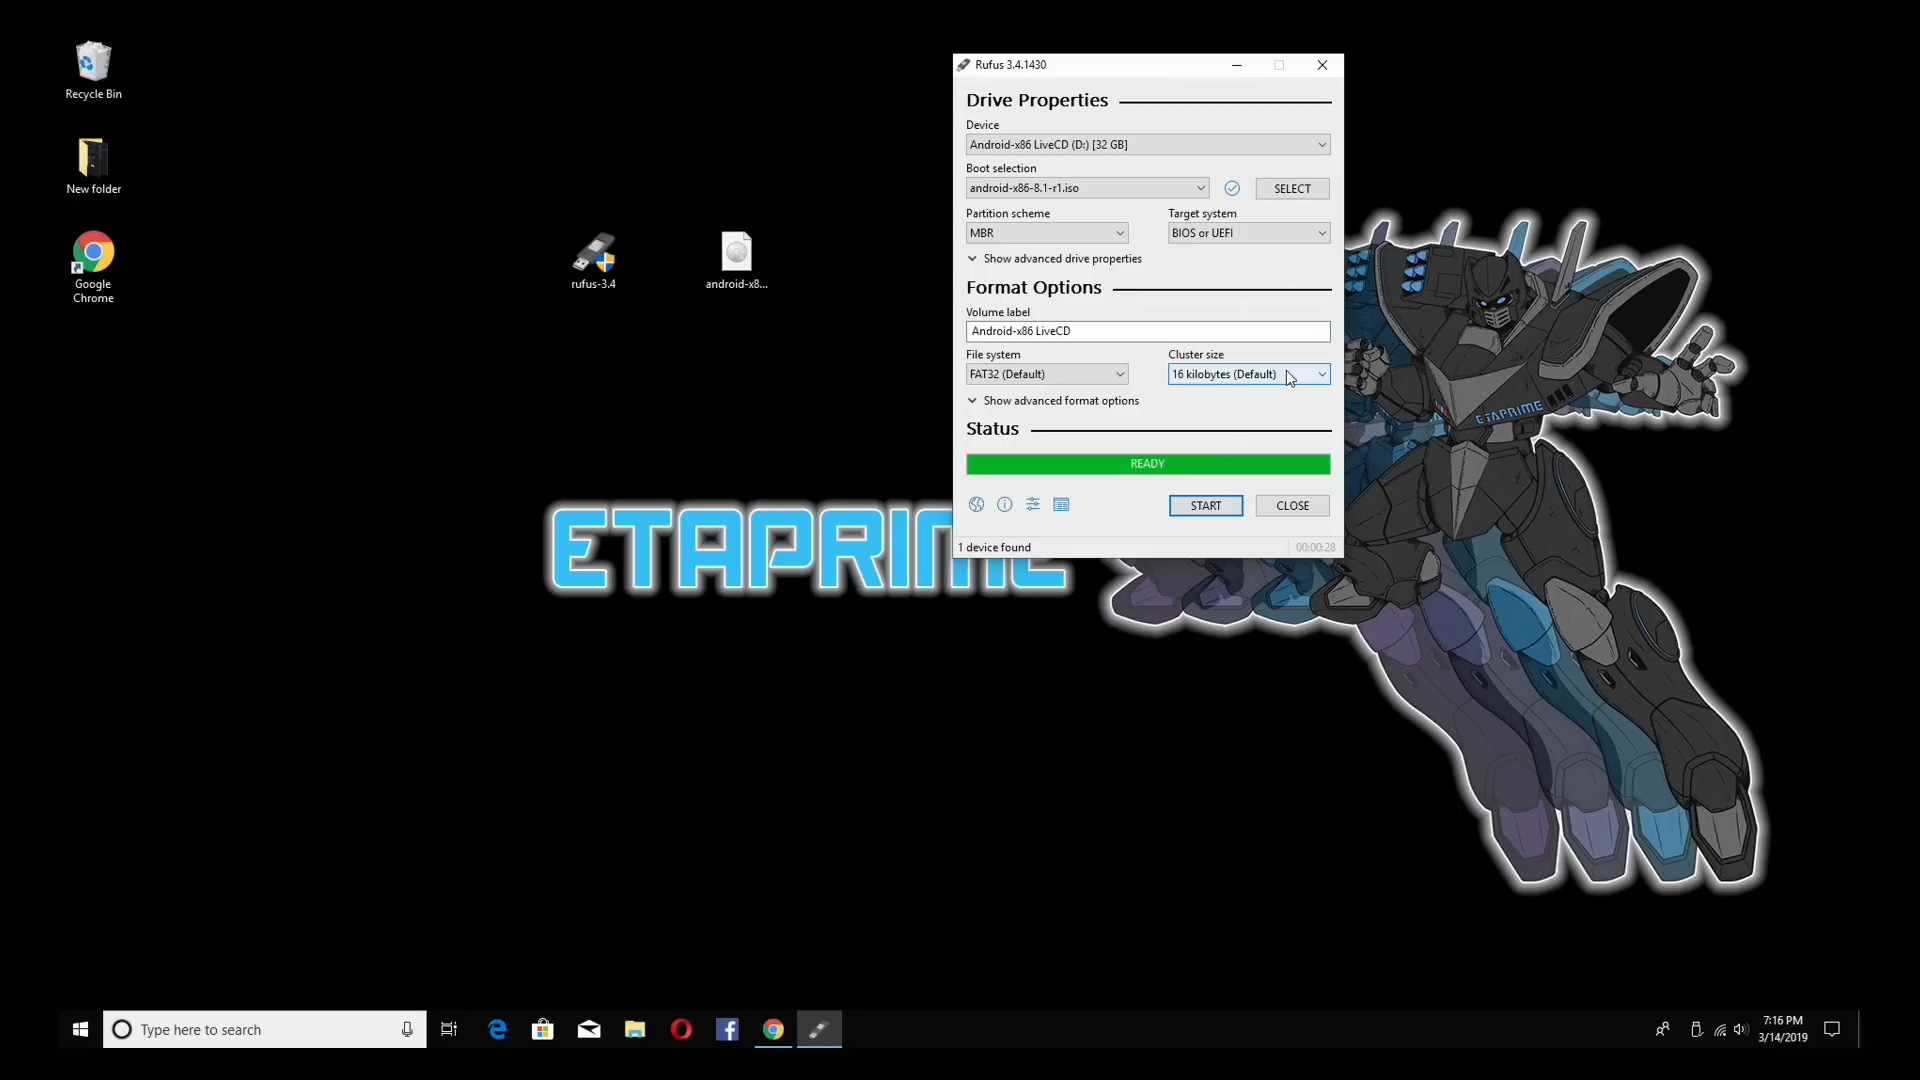 Recycle Bin
New folder
Google
Chrome
rufus-3.4
android-x8...
Rufus 3.4.1430
Drive Properties
Device
Android-x86 LiveCD (D:) [32 GB]
Boot selection
android-x86-8.1-r1.iso
SELECT
Partition scheme
Target system
MBR
BIOS or UEFI
Show advanced drive properties
Format Options
Volume label
Android-x86 LiveCD
File system
Cluster size
FAT32 (Default)
16 kilobytes (Default)
Show advanced format options
Status
READY
START
CLOSE
1 device found
00:00:28
ETAPRIME
ETAPRIME
Type here to search
7:16 PM
3/14/2019